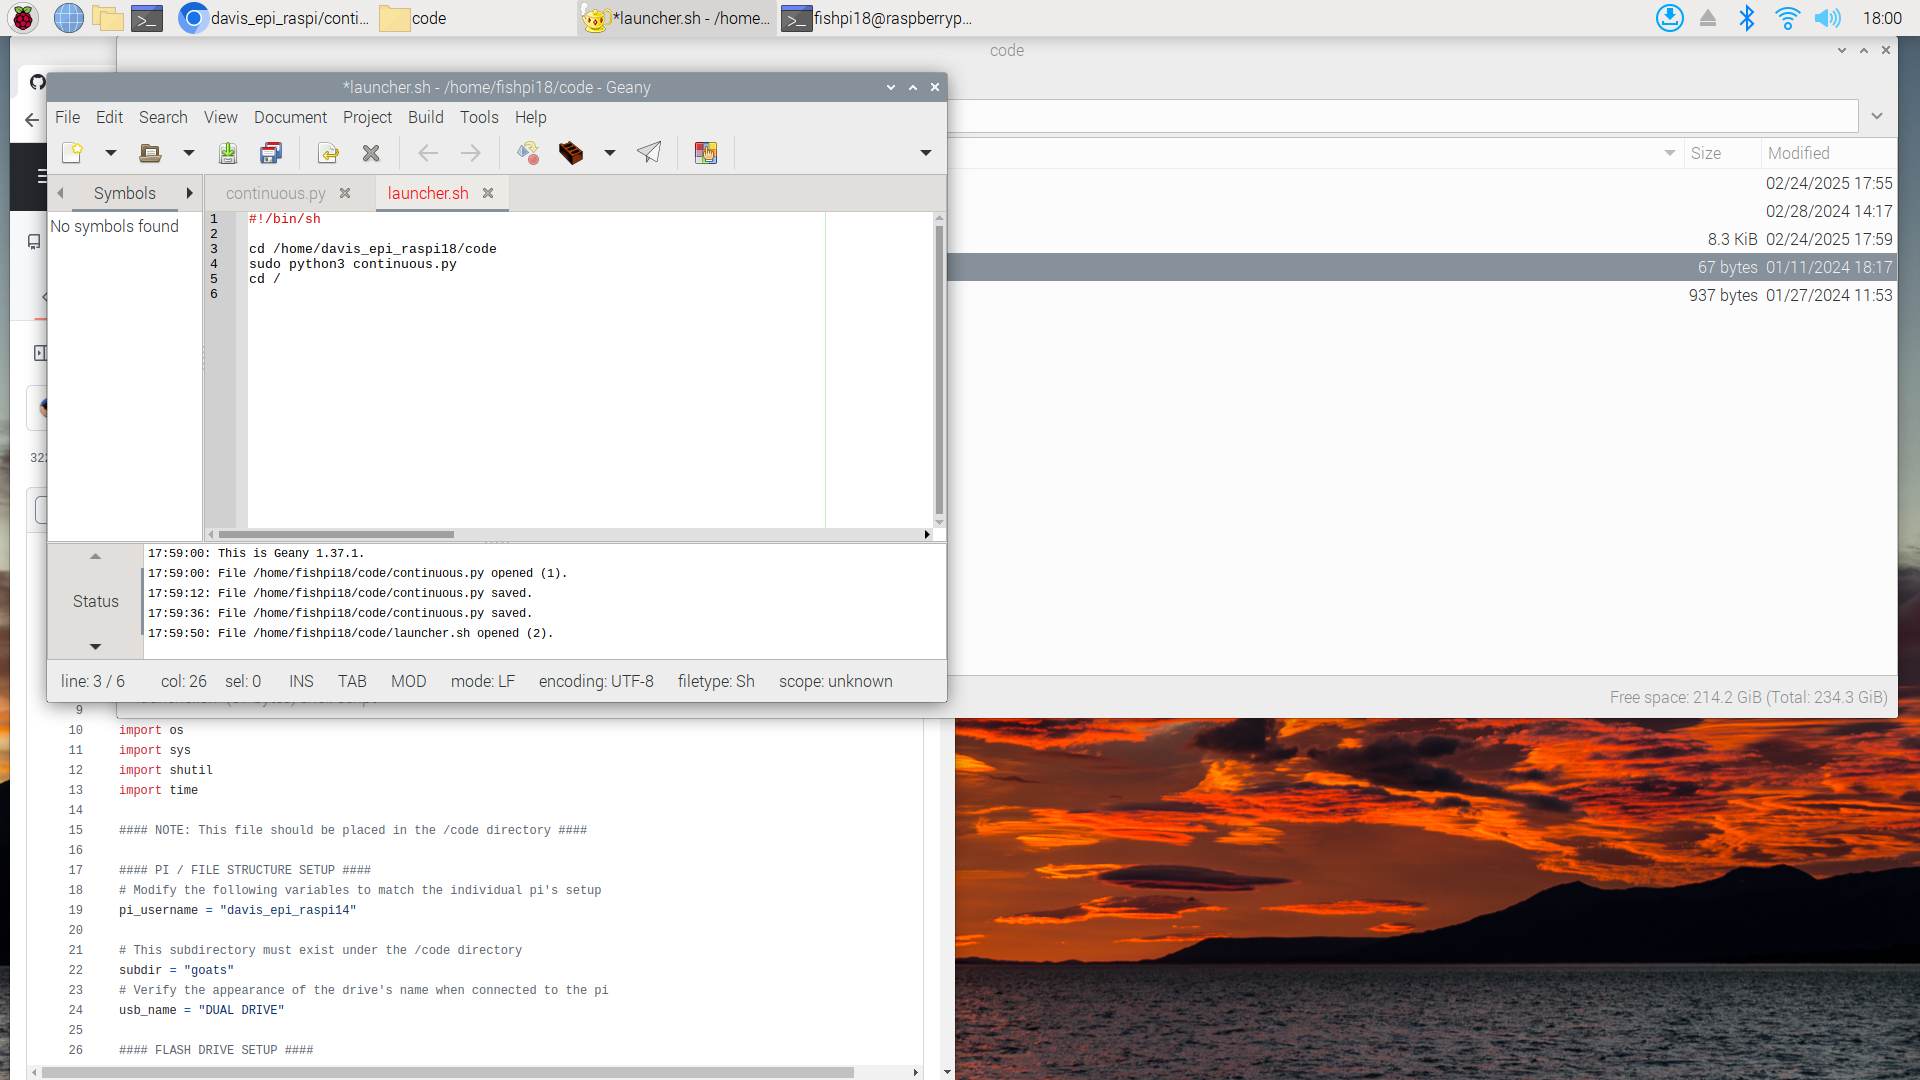 davis_epi_raspi/conti...
code
*launcher.sh - /home...
fishpi18@raspberryp...
18:00
code
*launcher.sh - /home/fishpi18/code - Geany
File Edit Search View Document Project Build Tools Help
Size Modified
Symbols
continuous.py
launcher.sh
No symbols found
1 #!/bin/sh
2
3 cd /home/davis_epi_raspi18/code
4 sudo python3 continuous.py
5 cd /
6
02/24/2025 17:55
02/28/2024 14:17
8.3 KiB 02/24/2025 17:59
67 bytes 01/11/2024 18:17
937 bytes 01/27/2024 11:53
322
Status
17:59:00: This is Geany 1.37.1.
17:59:00: File /home/fishpi18/code/continuous.py opened (1).
17:59:12: File /home/fishpi18/code/continuous.py saved.
17:59:36: File /home/fishpi18/code/continuous.py saved.
17:59:50: File /home/fishpi18/code/launcher.sh opened (2).
line: 3 / 6 col: 26 sel: 0 INS TAB MOD mode: LF encoding: UTF-8 filetype: Sh scope: unknown
Free space: 214.2 GiB (Total: 234.3 GiB)
9
10 import os
11 import sys
12 import shutil
13 import time
14
15 #### NOTE: This file should be placed in the /code directory ####
16
17 #### PI / FILE STRUCTURE SETUP ####
18 # Modify the following variables to match the individual pi's setup
19 pi_username = "davis_epi_raspi14"
20
21 # This subdirectory must exist under the /code directory
22 subdir = "goats"
23 # Verify the appearance of the drive's name when connected to the pi
24 usb_name = "DUAL DRIVE"
25
26 #### FLASH DRIVE SETUP ####